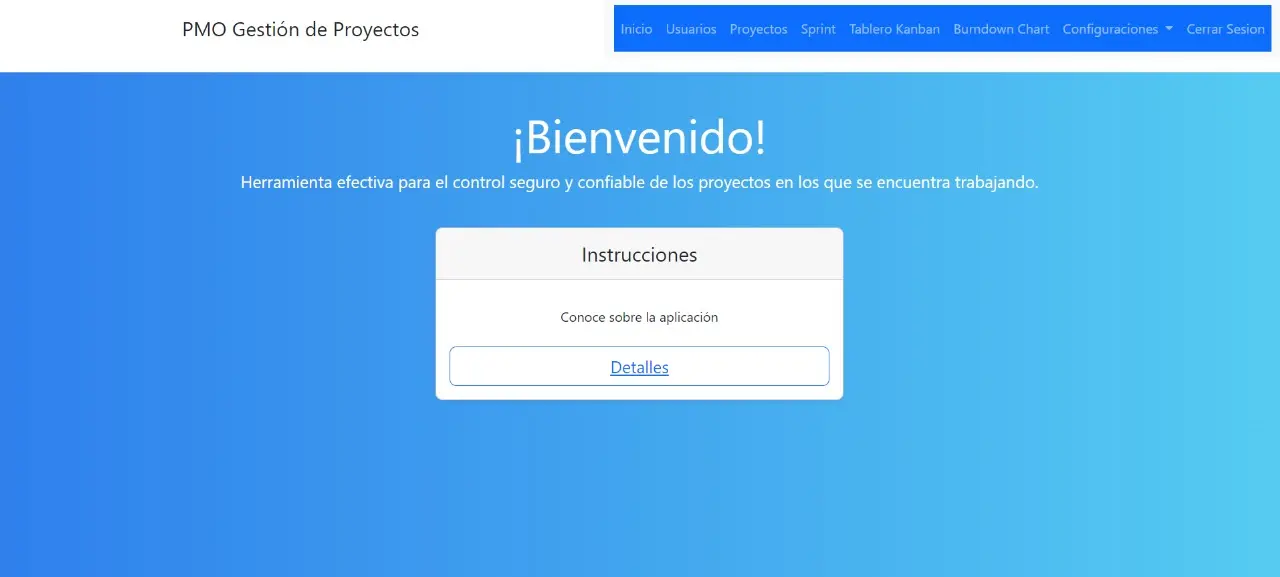 PMO Gestión de Proyectos
Inicio Usuarios Proyectos Sprint Tablero Kanban Burndown Chart Configuraciones Cerrar Sesion
¡Bienvenido!
Herramienta efectiva para el control seguro y confiable de los proyectos en los que se encuentra trabajando.
Instrucciones
Conoce sobre la aplicación
Detalles